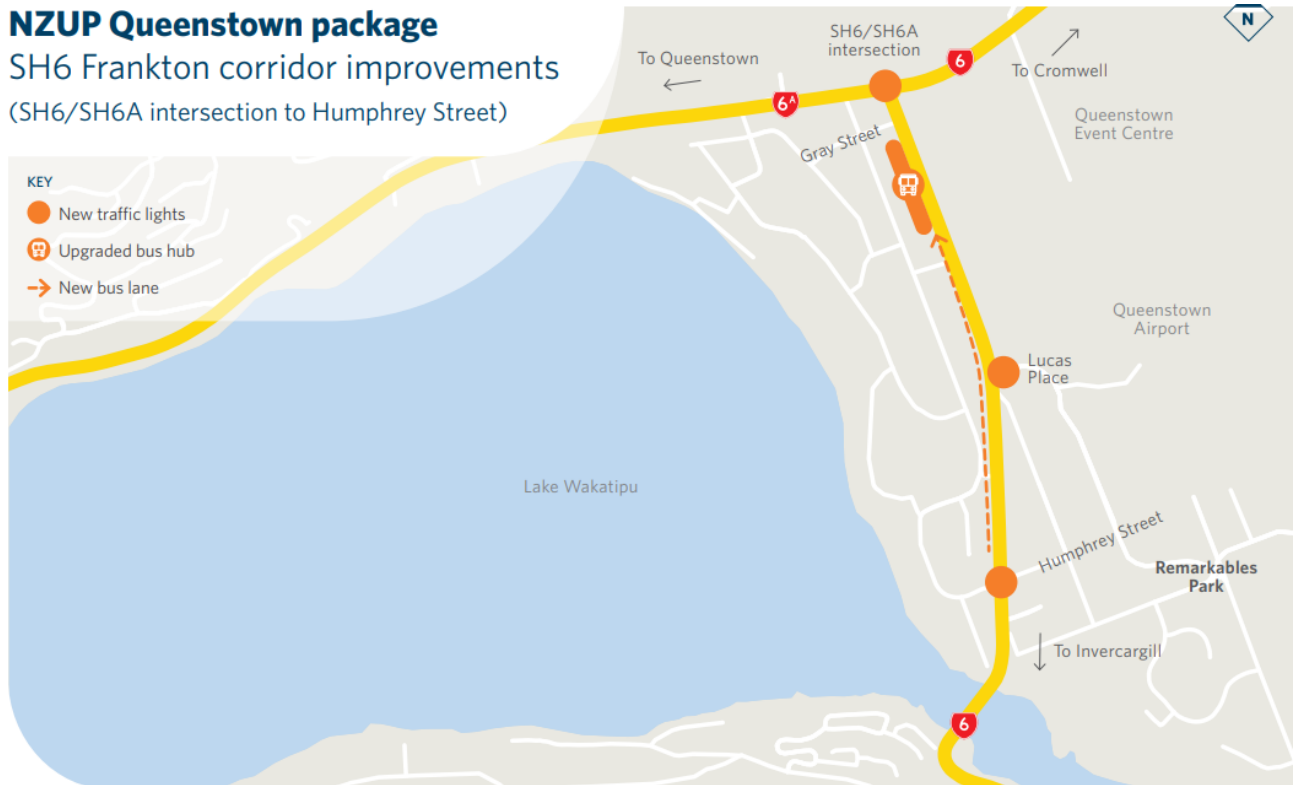 NZUP Queenstown package
SH6 Frankton corridor improvements
(SH6/SH6A intersection to Humphrey Street)
KEY
New traffic lights
Upgraded bus hub
New bus lane
N
SH6/SH6A
intersection
To Queenstown
6
To Cromwell
6A
Queenstown
Event Centre
Gray Street
Queenstown
Airport
Lucas
Place
Lake Wakatipu
Humphrey Street
Remarkables
Park
To Invercargill
6